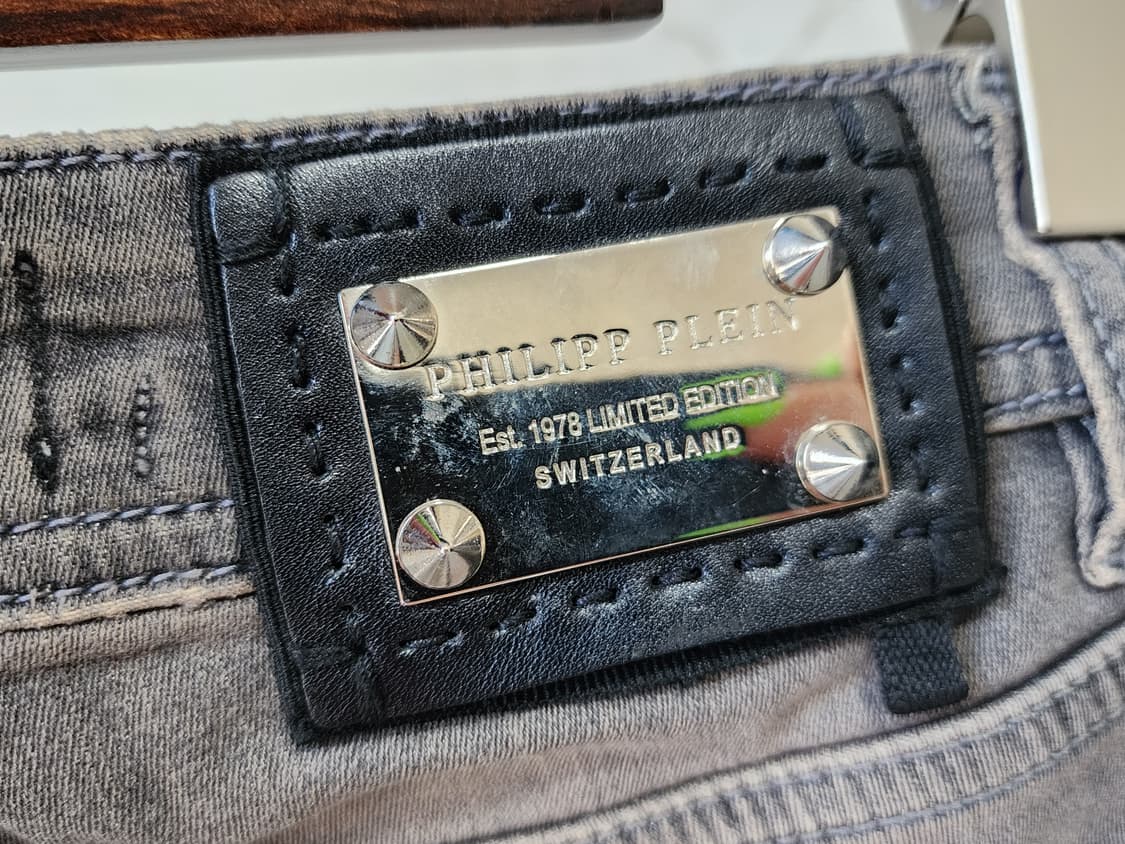 PHILIPP PLEIN
Est. 1978 LIMITED EDITION
SWITZERLAND